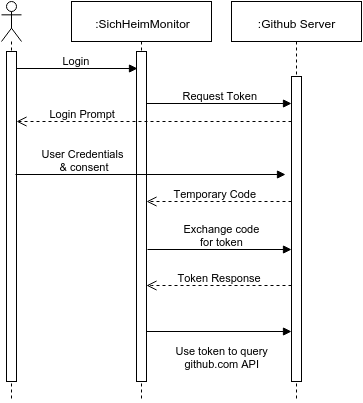 :SichHeimMonitor
:Github Server
Login
Request Token
Login Prompt
User Credentials
& consent
Temporary Code
Exchange code
for token
Token Response
Use token to query
github.com API